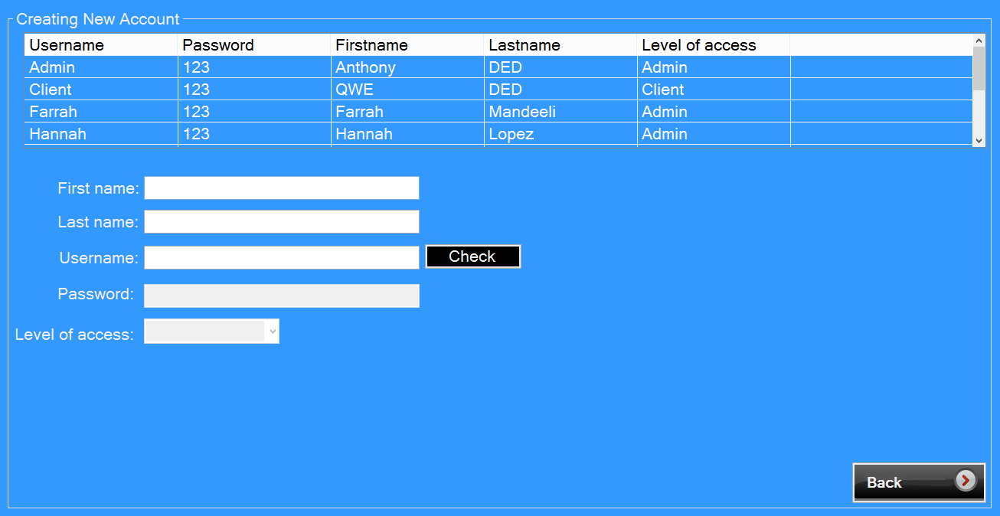 Creating New Account
Username Password Firstname Lastname Level of access
Admin 123 Anthony DED Admin
Client 123 QWE DED Client
Farrah 123 Farrah Mandeeli Admin
Hannah 123 Hannah Lopez Admin
First name:
Last name:
Username: Check
Password:
Level of access:
Back